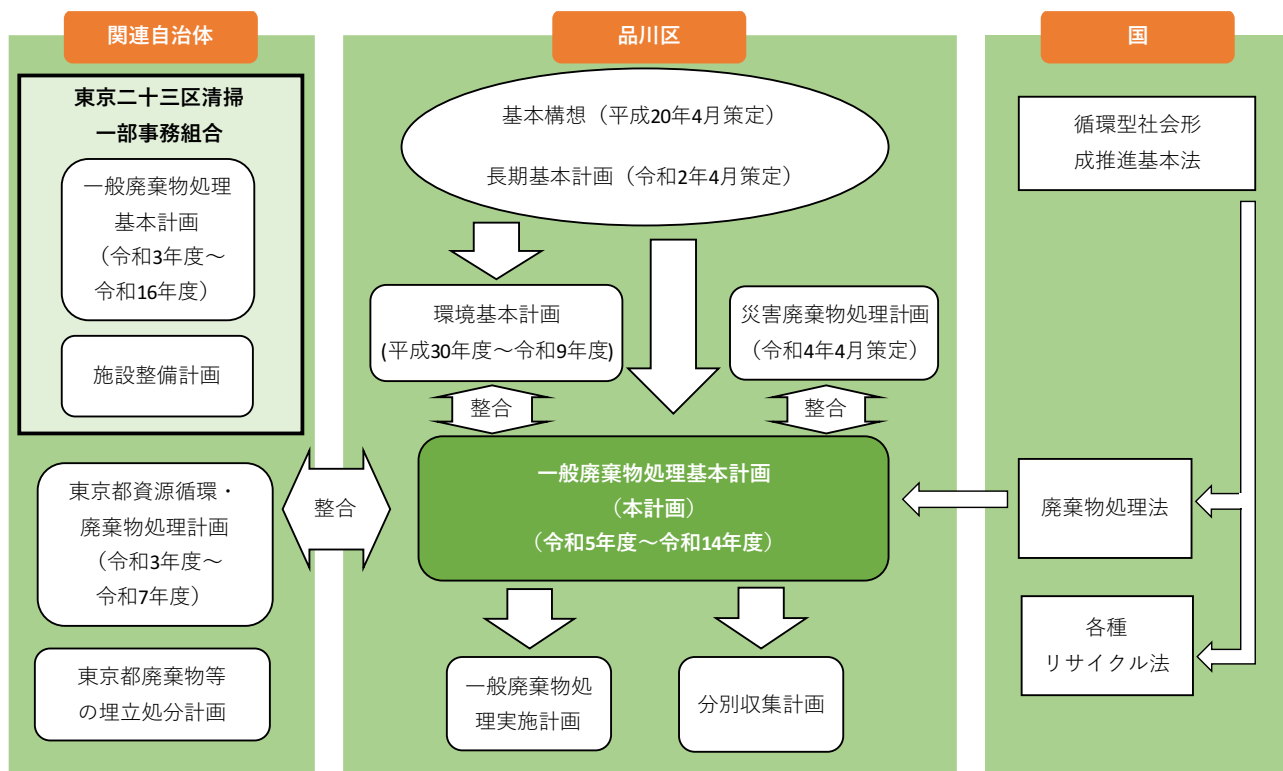 関連自治体
東京二十三区清掃
一部事務組合
一般廃棄物処理
基本計画
（令和3年度～
令和16年度）
施設整備計画
東京都資源循環・
廃棄物処理計画
（令和3年度～
令和7年度）
東京都廃棄物等
の埋立処分計画
整合
品川区
基本構想（平成20年4月策定）
長期基本計画（令和2年4月策定）
環境基本計画
(平成30年度～令和9年度)
災害廃棄物処理計画
（令和4年4月策定）
整合
整合
一般廃棄物処理基本計画
（本計画）
（令和5年度～令和14年度）
一般廃棄物処
理実施計画
分別収集計画
国
循環型社会形
成推進基本法
廃棄物処理法
各種
リサイクル法